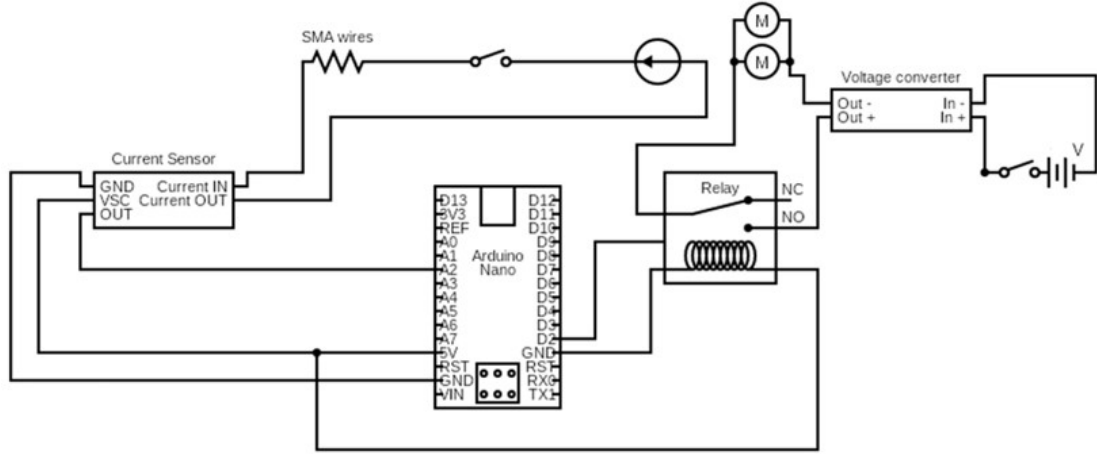 SMA wires
M
M
Voltage converter
Out - In -
Out + In +
V
Current Sensor
GND Current IN
VSC Current OUT
OUT
Relay
NC
NO
Arduino
Nano
D13 D12
3V3 D11
REF D10
A0 D9
A1 D8
A2 D7
A3 D6
A4 D5
A5 D4
A6 D3
A7 D2
5V GND
RST RST
GND RX0
VIN TX1